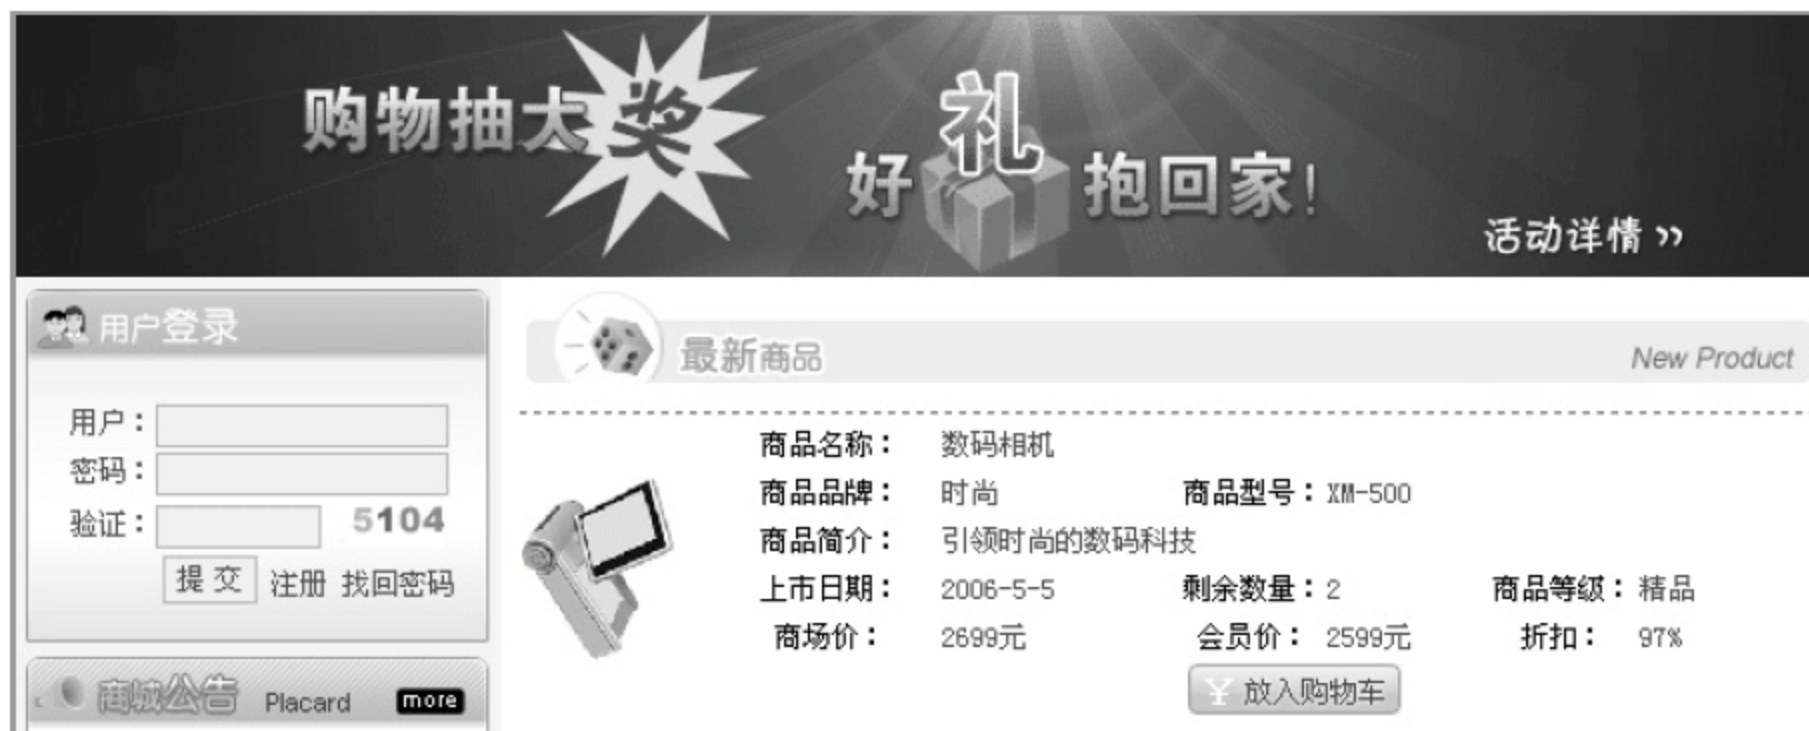 购物抽大奖
好礼抱回家!
活动详情 >>
用户登录
用户：
密码：
验证： 5104
提 交 注册 找回密码
商城公告 Placard more
最新商品 New Product
商品名称： 数码相机
商品品牌： 时尚 商品型号： XM-500
商品简介： 引领时尚的数码科技
上市日期： 2006-5-5 剩余数量： 2 商品等级： 精品
商场价： 2699元 会员价： 2599元 折扣： 97%
¥ 放入购物车